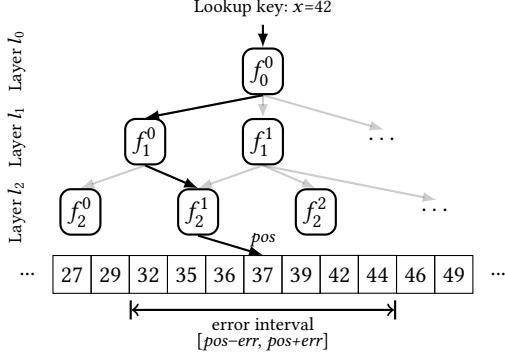 Lookup key: x=42
Layer l₀
f₀⁰
Layer l₁
f₁⁰ f₁¹ ...
Layer l₂
f₂⁰ f₂¹ f₂² ...
pos
... 27 29 32 35 36 37 39 42 44 46 49 ...
error interval
[pos–err, pos+err]